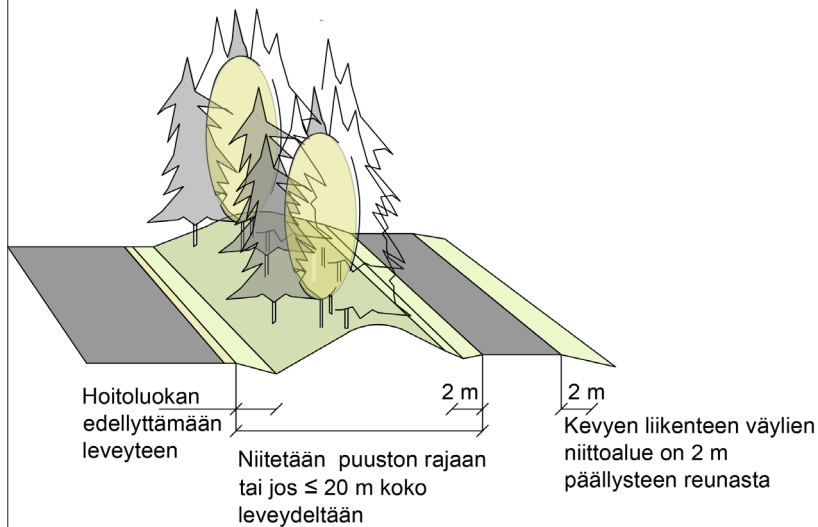 Hoitoluokan
edellyttämään
leveyteen
2 m
2 m
Niitetään puuston rajaan
tai jos ≤ 20 m koko
leveydeltään
Kevyen liikenteen väylien
niittoalue on 2 m
päällysteen reunasta